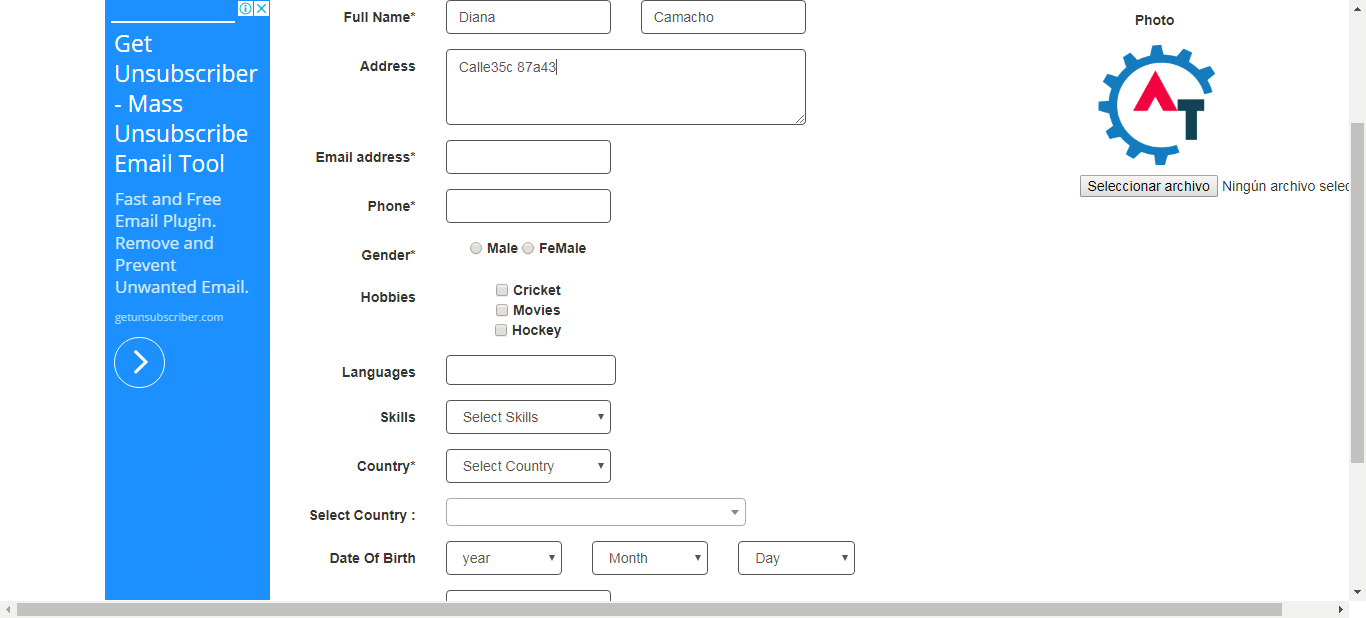 Get
Unsubscriber
- Mass
Unsubscribe
Email Tool
Fast and Free
Email Plugin.
Remove and
Prevent
Unwanted Email.
getunsubscriber.com
Full Name* Diana Camacho
Address Calle35c 87a43
Email address*
Phone*
Gender* Male FeMale
Hobbies Cricket
Movies
Hockey
Languages
Skills Select Skills
Country* Select Country
Select Country :
Date Of Birth year Month Day
Photo
AT
Seleccionar archivo Ningún archivo selec